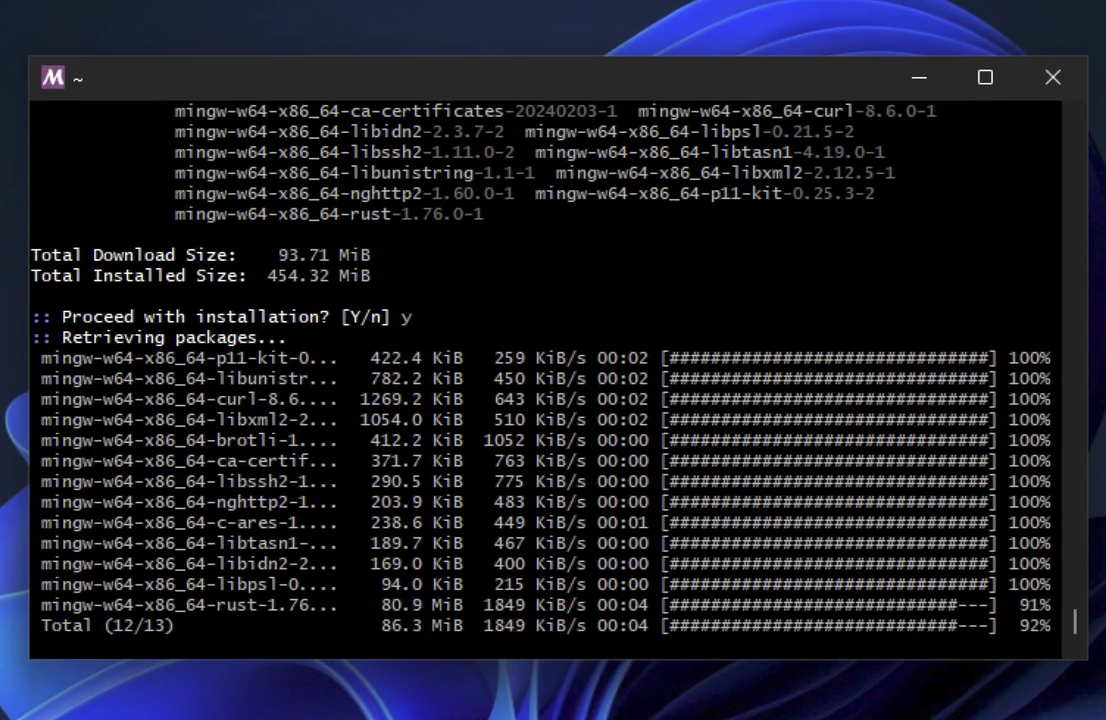 ~
mingw-w64-x86_64-ca-certificates-20240203-1  mingw-w64-x86_64-curl-8.6.0-1
mingw-w64-x86_64-libidn2-2.3.7-2  mingw-w64-x86_64-libpsl-0.21.5-2
mingw-w64-x86_64-libssh2-1.11.0-2  mingw-w64-x86_64-libtasn1-4.19.0-1
mingw-w64-x86_64-libunistring-1.1-1  mingw-w64-x86_64-libxml2-2.12.5-1
mingw-w64-x86_64-nghttp2-1.60.0-1  mingw-w64-x86_64-p11-kit-0.25.3-2
mingw-w64-x86_64-rust-1.76.0-1
Total Download Size:    93.71 MiB
Total Installed Size:  454.32 MiB
:: Proceed with installation? [Y/n] y
:: Retrieving packages...
mingw-w64-x86_64-p11-kit-0...   422.4 KiB   259 KiB/s 00:02 [###############################] 100%
mingw-w64-x86_64-libunistr...   782.2 KiB   450 KiB/s 00:02 [###############################] 100%
mingw-w64-x86_64-curl-8.6....  1269.2 KiB   643 KiB/s 00:02 [###############################] 100%
mingw-w64-x86_64-libxml2-2...  1054.0 KiB   510 KiB/s 00:02 [###############################] 100%
mingw-w64-x86_64-brotli-1....   412.2 KiB  1052 KiB/s 00:00 [###############################] 100%
mingw-w64-x86_64-ca-certif...   371.7 KiB   763 KiB/s 00:00 [###############################] 100%
mingw-w64-x86_64-libssh2-1...   290.5 KiB   775 KiB/s 00:00 [###############################] 100%
mingw-w64-x86_64-nghttp2-1...   203.9 KiB   483 KiB/s 00:00 [###############################] 100%
mingw-w64-x86_64-c-ares-1....   238.6 KiB   449 KiB/s 00:01 [###############################] 100%
mingw-w64-x86_64-libtasn1-...   189.7 KiB   467 KiB/s 00:00 [###############################] 100%
mingw-w64-x86_64-libidn2-2...   169.0 KiB   400 KiB/s 00:00 [###############################] 100%
mingw-w64-x86_64-libpsl-0....    94.0 KiB   215 KiB/s 00:00 [###############################] 100%
mingw-w64-x86_64-rust-1.76...    80.9 MiB  1849 KiB/s 00:04 [############################---]  91%
Total (12/13)                    86.3 MiB  1849 KiB/s 00:04 [############################---]  92%